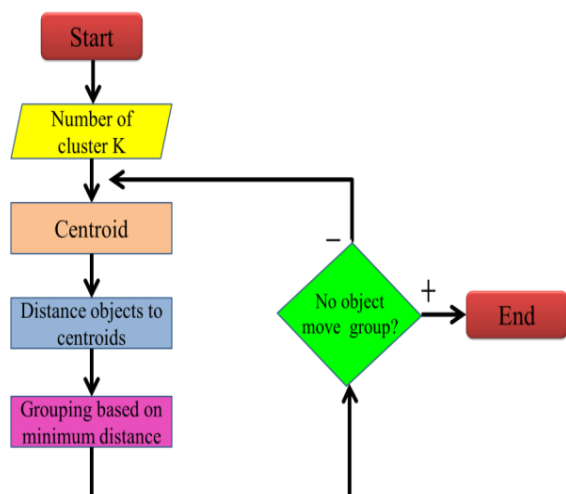 Start
Number of
cluster K
Centroid
Distance objects to
centroids
Grouping based on
minimum distance
−
No object
move group?
+
End